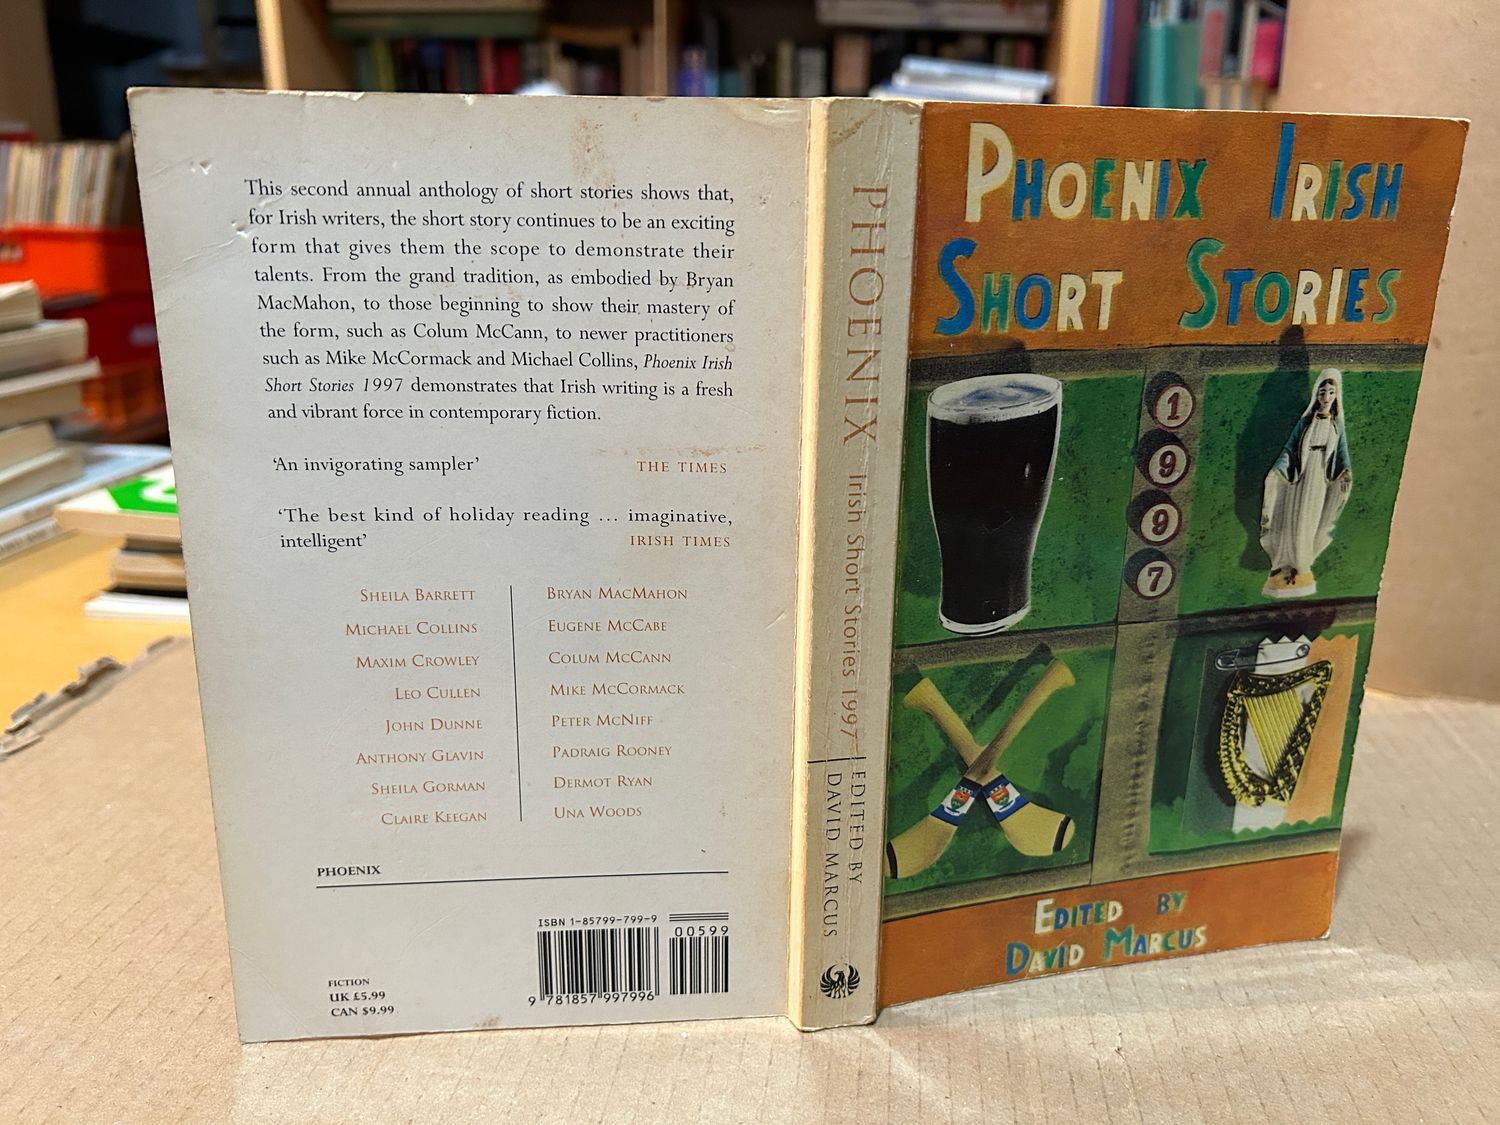 This second annual anthology of short stories shows that,
for Irish writers, the short story continues to be an exciting
form that gives them the scope to demonstrate their
talents. From the grand tradition, as embodied by Bryan
MacMahon, to those beginning to show their mastery of
the form, such as Colum McCann, to newer practitioners
such as Mike McCormack and Michael Collins, Phoenix Irish
Short Stories 1997 demonstrates that Irish writing is a fresh
and vibrant force in contemporary fiction.
‘An invigorating sampler’ THE TIMES
‘The best kind of holiday reading … imaginative,
intelligent’ IRISH TIMES
SHEILA BARRETT
MICHAEL COLLINS
MAXIM CROWLEY
LEO CULLEN
JOHN DUNNE
ANTHONY GLAVIN
SHEILA GORMAN
CLAIRE KEEGAN
BRYAN MACMAHON
EUGENE MCCABE
COLUM MCCANN
MIKE MCCORMACK
PETER MCNIFF
PADRAIG ROONEY
DERMOT RYAN
UNA WOODS
PHOENIX
FICTION
UK £5.99
CAN $9.99
ISBN 1-85799-799-9
00599
9 781857 997996
PHOENIX Irish Short Stories 1997
EDITED BY
DAVID MARCUS
PHOENIX IRISH
SHORT STORIES
1
9
9
7
EDITED BY
DAVID MARCUS